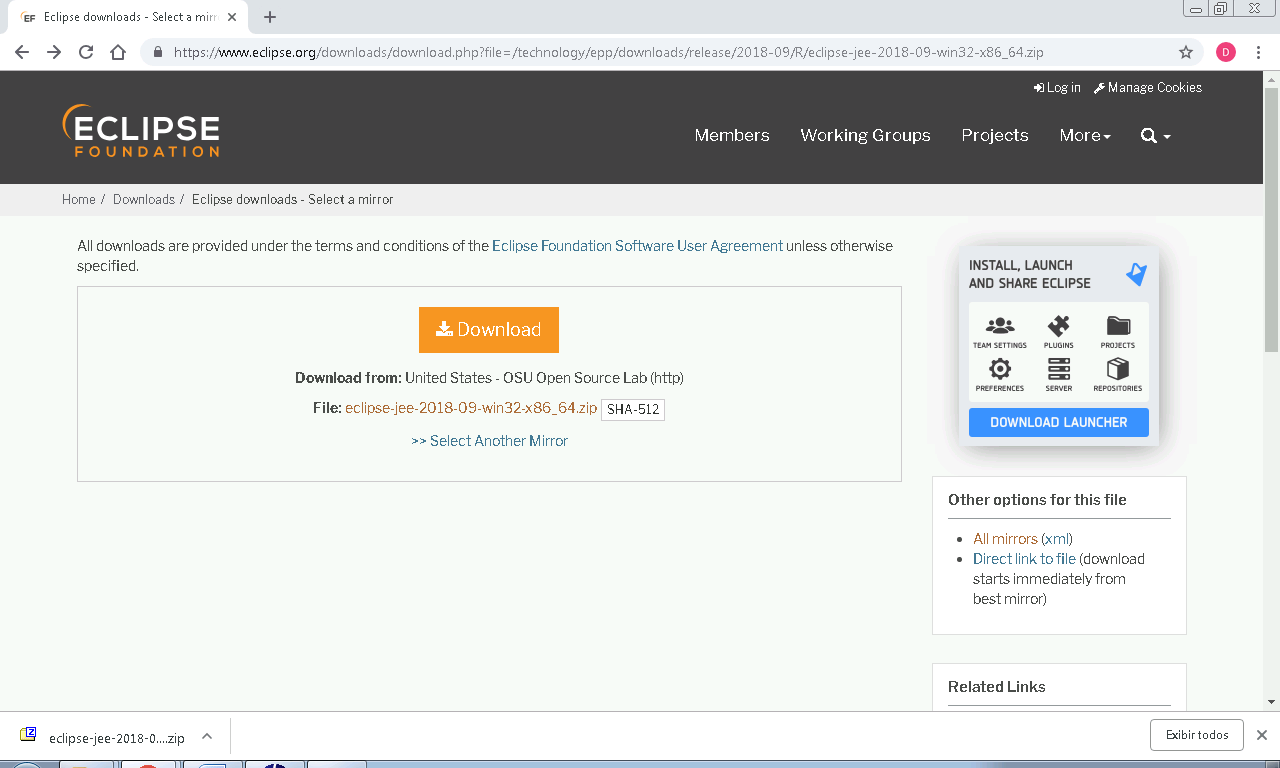 Eclipse downloads - Select a mirr
https://www.eclipse.org/downloads/download.php?file=/technology/epp/downloads/release/2018-09/R/eclipse-jee-2018-09-win32-x86_64.zip
D
Log in Manage Cookies
ECLIPSE
FOUNDATION
Members Working Groups Projects More
Home / Downloads / Eclipse downloads - Select a mirror
All downloads are provided under the terms and conditions of the Eclipse Foundation Software User Agreement unless otherwise
specified.
Download
Download from: United States - OSU Open Source Lab (http)
File: eclipse-jee-2018-09-win32-x86_64.zip SHA-512
>> Select Another Mirror
INSTALL, LAUNCH
AND SHARE ECLIPSE
TEAM SETTINGS PLUGINS PROJECTS
PREFERENCES SERVER REPOSITORIES
DOWNLOAD LAUNCHER
Other options for this file
All mirrors (xml)
Direct link to file (download
starts immediately from
best mirror)
Related Links
eclipse-jee-2018-0....zip
Exibir todos